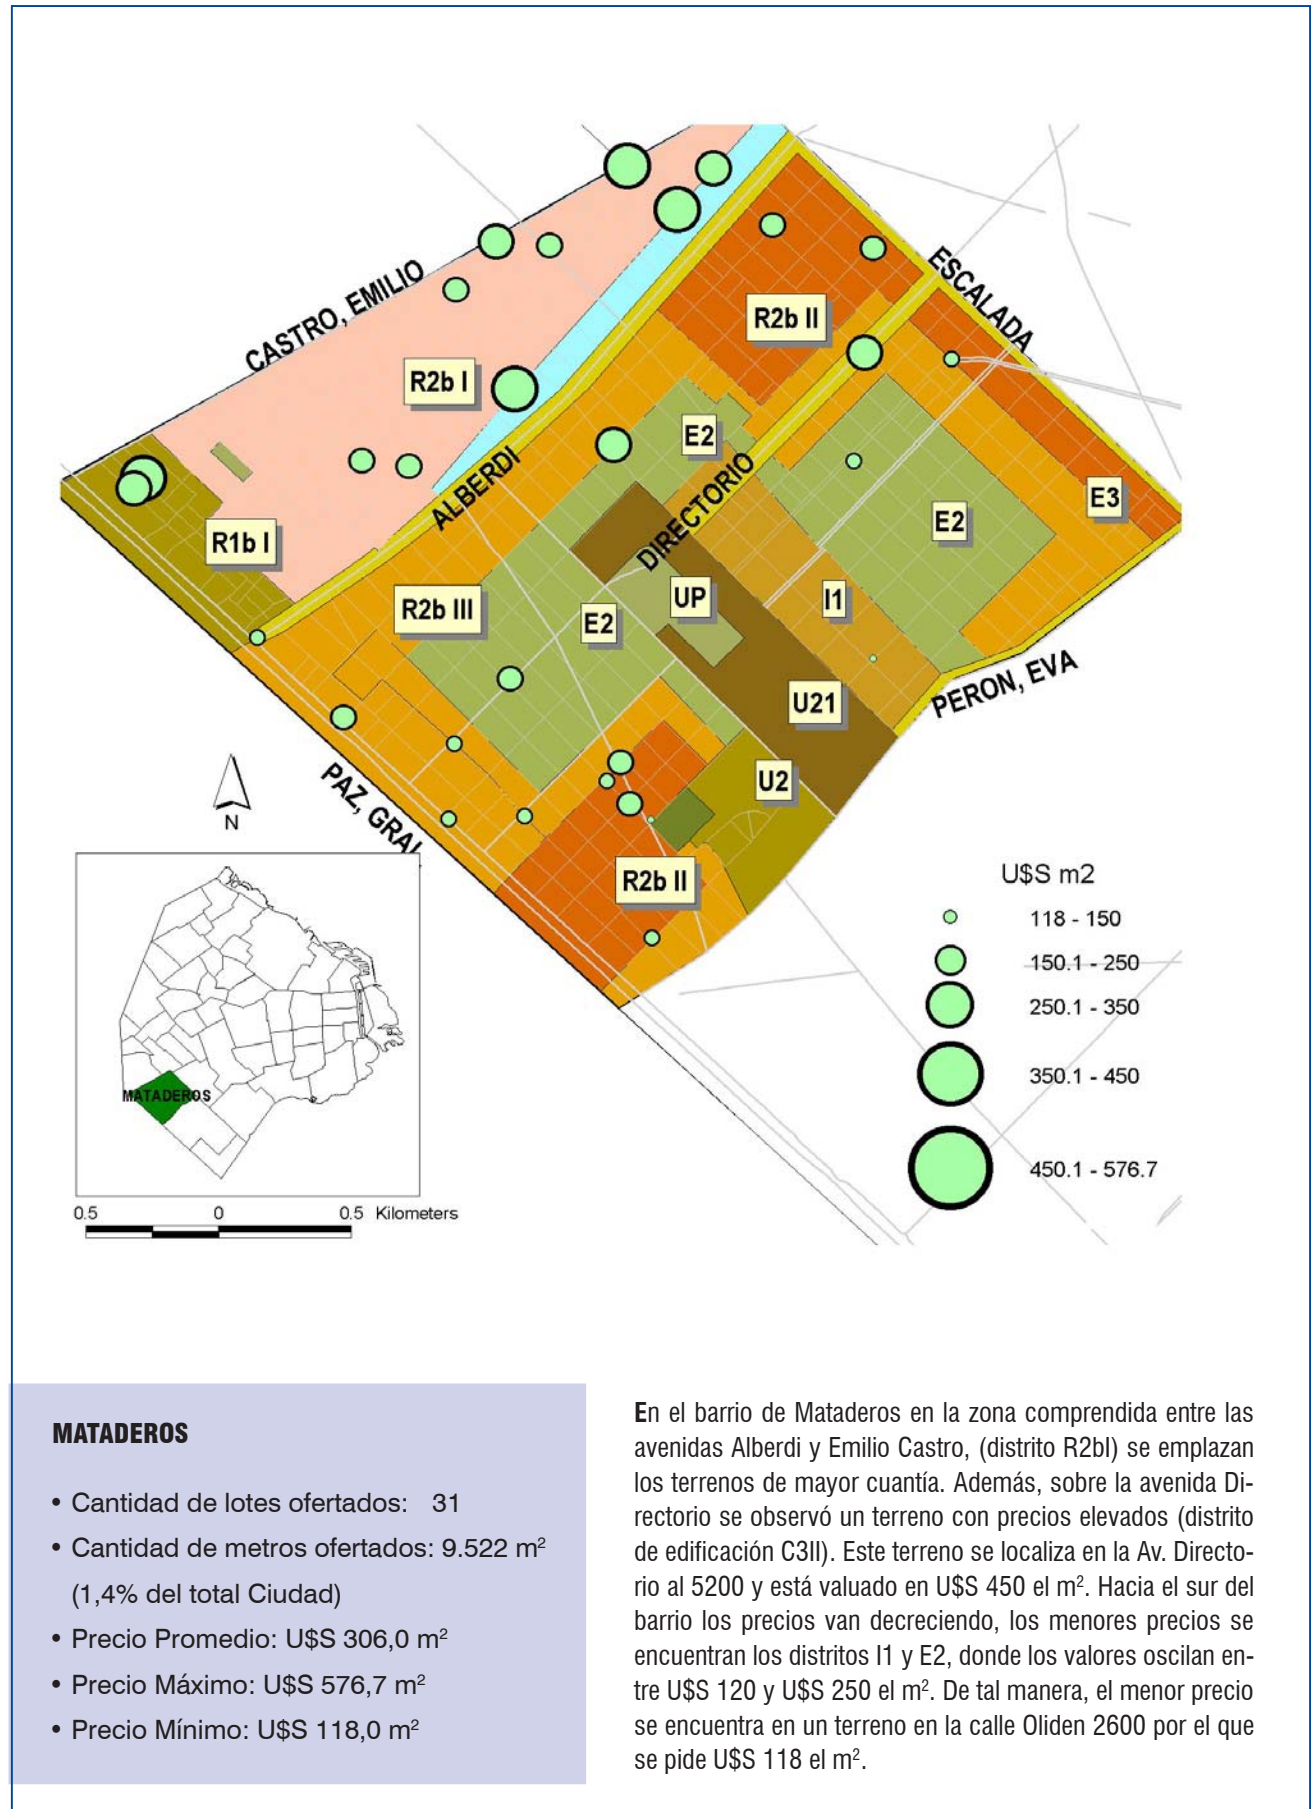 CASTRO, EMILIO
ESCALADA
R2b II
R2b I
E2
ALBERDI
DIRECTORIO
E3
E2
R1b I
R2b III
UP
I1
E2
PERON, EVA
U21
U2
PAZ, GRAL
N
R2b II
U$S m2
118 - 150
150.1 - 250
250.1 - 350
350.1 - 450
450.1 - 576.7
MATADEROS
0.5 0 0.5 Kilometers
MATADEROS
• Cantidad de lotes ofertados: 31
• Cantidad de metros ofertados: 9.522 m²
(1,4% del total Ciudad)
• Precio Promedio: U$S 306,0 m²
• Precio Máximo: U$S 576,7 m²
• Precio Mínimo: U$S 118,0 m²
En el barrio de Mataderos en la zona comprendida entre las
avenidas Alberdi y Emilio Castro, (distrito R2bI) se emplazan
los terrenos de mayor cuantía. Además, sobre la avenida Di-
rectorio se observó un terreno con precios elevados (distrito
de edificación C3II). Este terreno se localiza en la Av. Directo-
rio al 5200 y está valuado en U$S 450 el m². Hacia el sur del
barrio los precios van decreciendo, los menores precios se
encuentran los distritos I1 y E2, donde los valores oscilan en-
tre U$S 120 y U$S 250 el m². De tal manera, el menor precio
se encuentra en un terreno en la calle Oliden 2600 por el que
se pide U$S 118 el m².